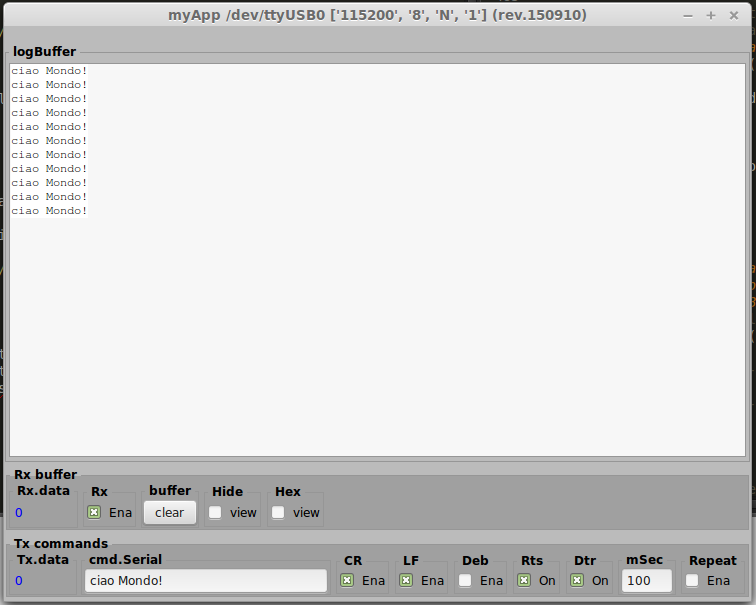 myApp /dev/ttyUSB0 ['115200', '8', 'N', '1'] (rev.150910)
logBuffer
ciao Mondo!
ciao Mondo!
ciao Mondo!
ciao Mondo!
ciao Mondo!
ciao Mondo!
ciao Mondo!
ciao Mondo!
ciao Mondo!
ciao Mondo!
ciao Mondo!
Rx buffer
Rx.data Rx buffer Hide Hex
0 Ena clear view view
Tx commands
Tx.data cmd.Serial CR LF Deb Rts Dtr mSec Repeat
0 ciao Mondo! Ena Ena Ena On On 100 Ena